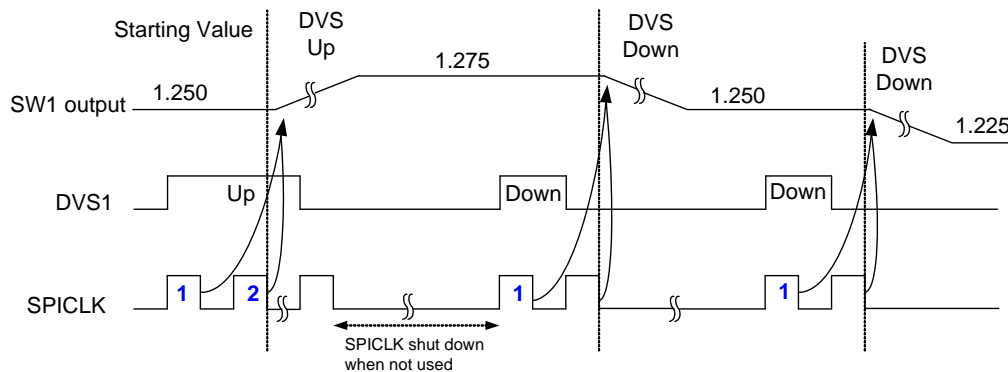 Starting Value
DVS
Up
DVS
Down
DVS
Down
SW1 output
1.250
1.275
1.250
1.225
DVS1
Up
Down
Down
SPICLK
1
2
1
1
SPICLK shut down
when not used